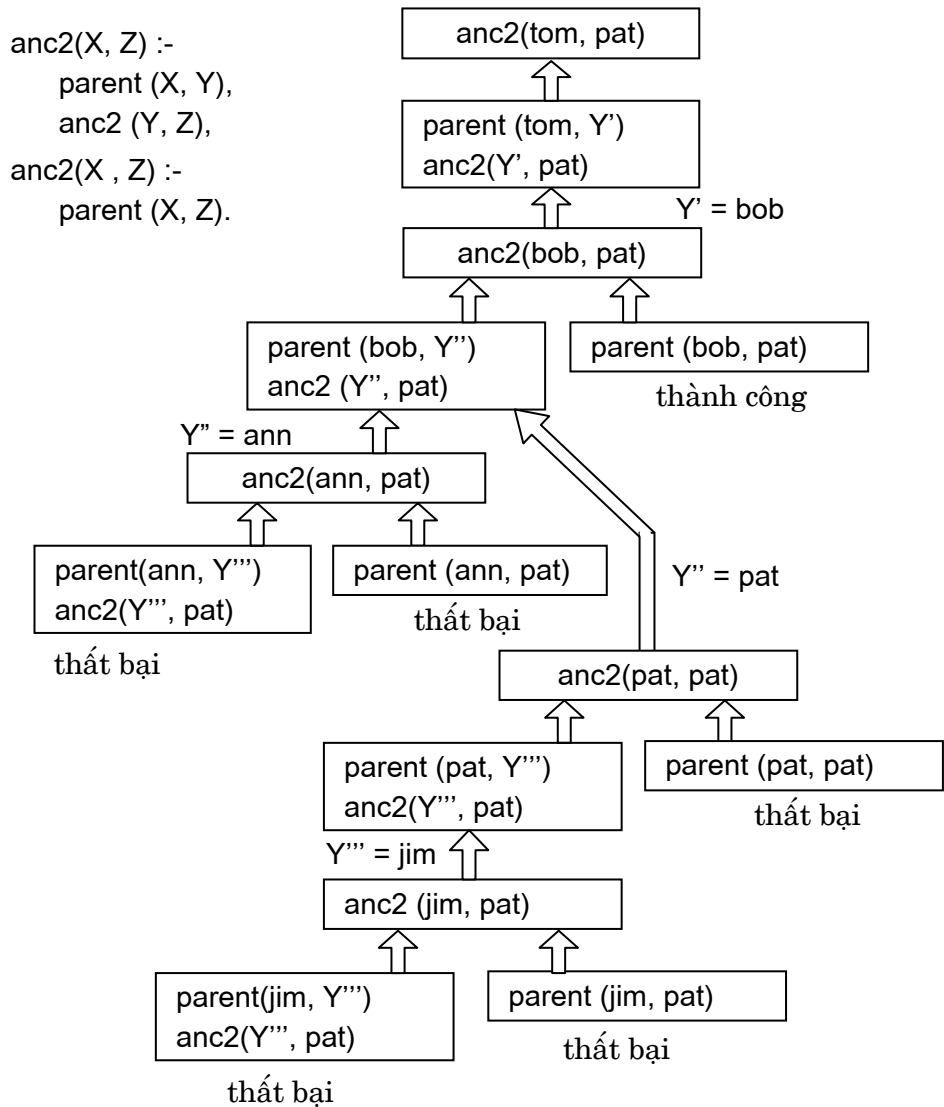 anc2(X, Z) :-
parent (X, Y),
anc2 (Y, Z),
anc2(X , Z) :-
parent (X, Z).
anc2(tom, pat)
parent (tom, Y’)
anc2(Y’, pat)
Y’ = bob
anc2(bob, pat)
parent (bob, Y’’)
anc2 (Y’’, pat)
parent (bob, pat)
thành công
Y” = ann
anc2(ann, pat)
parent(ann, Y’’’)
anc2(Y’’’, pat)
thất bại
parent (ann, pat)
thất bại
Y’’ = pat
anc2(pat, pat)
parent (pat, Y’’’)
anc2(Y’’’, pat)
parent (pat, pat)
thất bại
Y’’’ = jim
anc2 (jim, pat)
parent(jim, Y’’’)
anc2(Y’’’, pat)
thất bại
parent (jim, pat)
thất bại